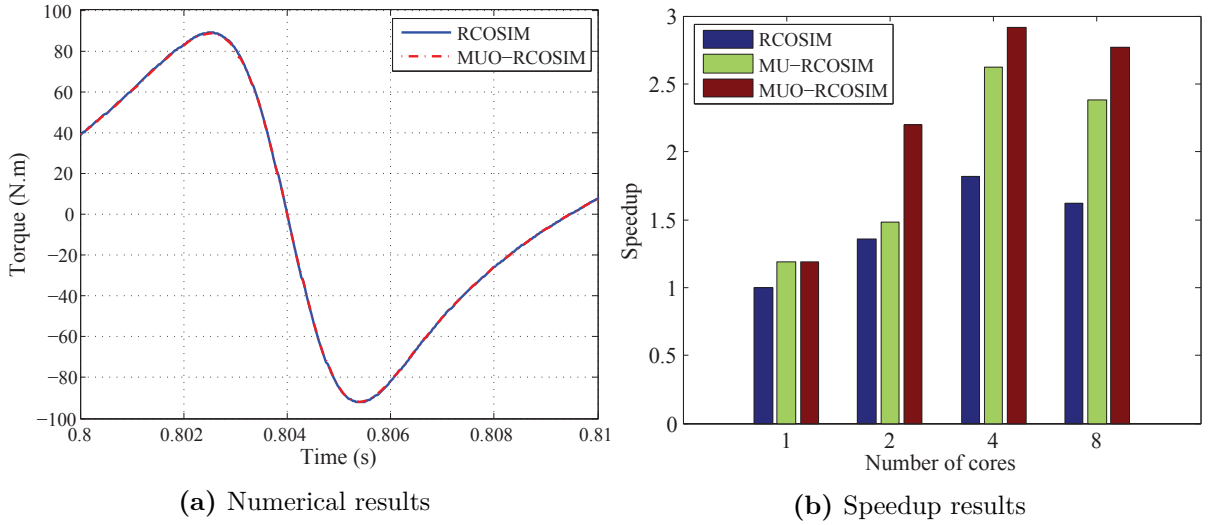 100
80
60
40
20
0
−20
−40
−60
−80
−100
Torque (N.m)
RCOSIM
MUO−RCOSIM
0.8
0.802
0.804
0.806
0.808
0.81
Time (s)
(a) Numerical results
3
2.5
2
1.5
1
0.5
0
Speedup
RCOSIM
MU−RCOSIM
MUO−RCOSIM
1
2
4
8
Number of cores
(b) Speedup results